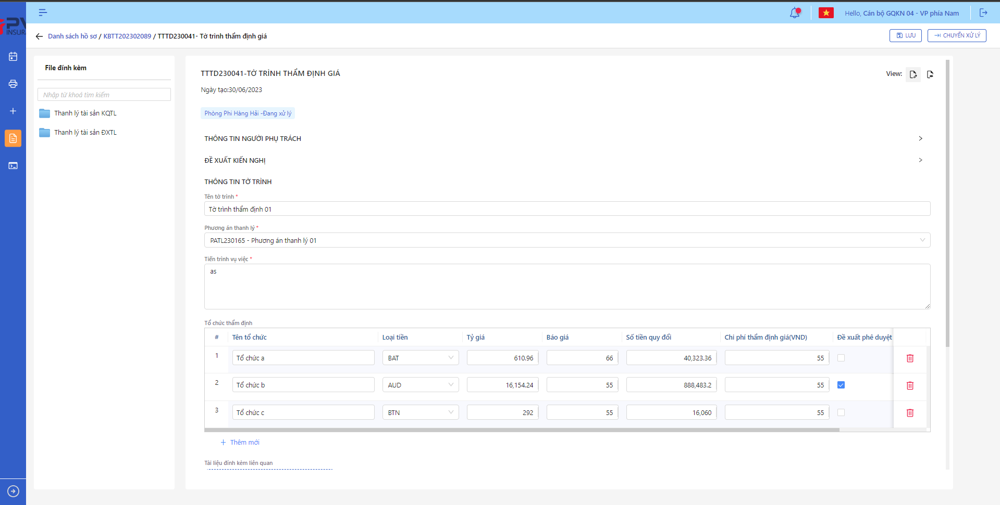 PV
INSUR
Hello, Cán bộ GQKN 04 - VP phía Nam
Danh sách hồ sơ / KBTT202302089 / TTTD230041- Tờ trình thẩm định giá
LƯU
CHUYỂN XỬ LÝ
File đính kèm
Nhập từ khoá tìm kiếm
Thanh lý tài sản KQTL
Thanh lý tài sản ĐXTL
TTTD230041-TỜ TRÌNH THẨM ĐỊNH GIÁ
View:
Ngày tạo:30/06/2023
Phòng Phi Hàng Hải -Đang xử lý
THÔNG TIN NGƯỜI PHỤ TRÁCH
ĐỀ XUẤT KIẾN NGHỊ
THÔNG TIN TỜ TRÌNH
Tên tờ trình *
Tờ trình thẩm định 01
Phương án thanh lý *
PATL230165 - Phương án thanh lý 01
Tiến trình vụ việc *
as
Tổ chức thẩm định
# Tên tổ chức Loại tiền Tỷ giá Báo giá Số tiền quy đổi Chi phí thẩm định giá(VND) Đề xuất phê duyệt
1 Tổ chức a BAT 610.96 66 40,323.36 55
2 Tổ chức b AUD 16,154.24 55 888,483.2 55
3 Tổ chức c BTN 292 55 16,060 55
+ Thêm mới
Tài liệu đính kèm liên quan